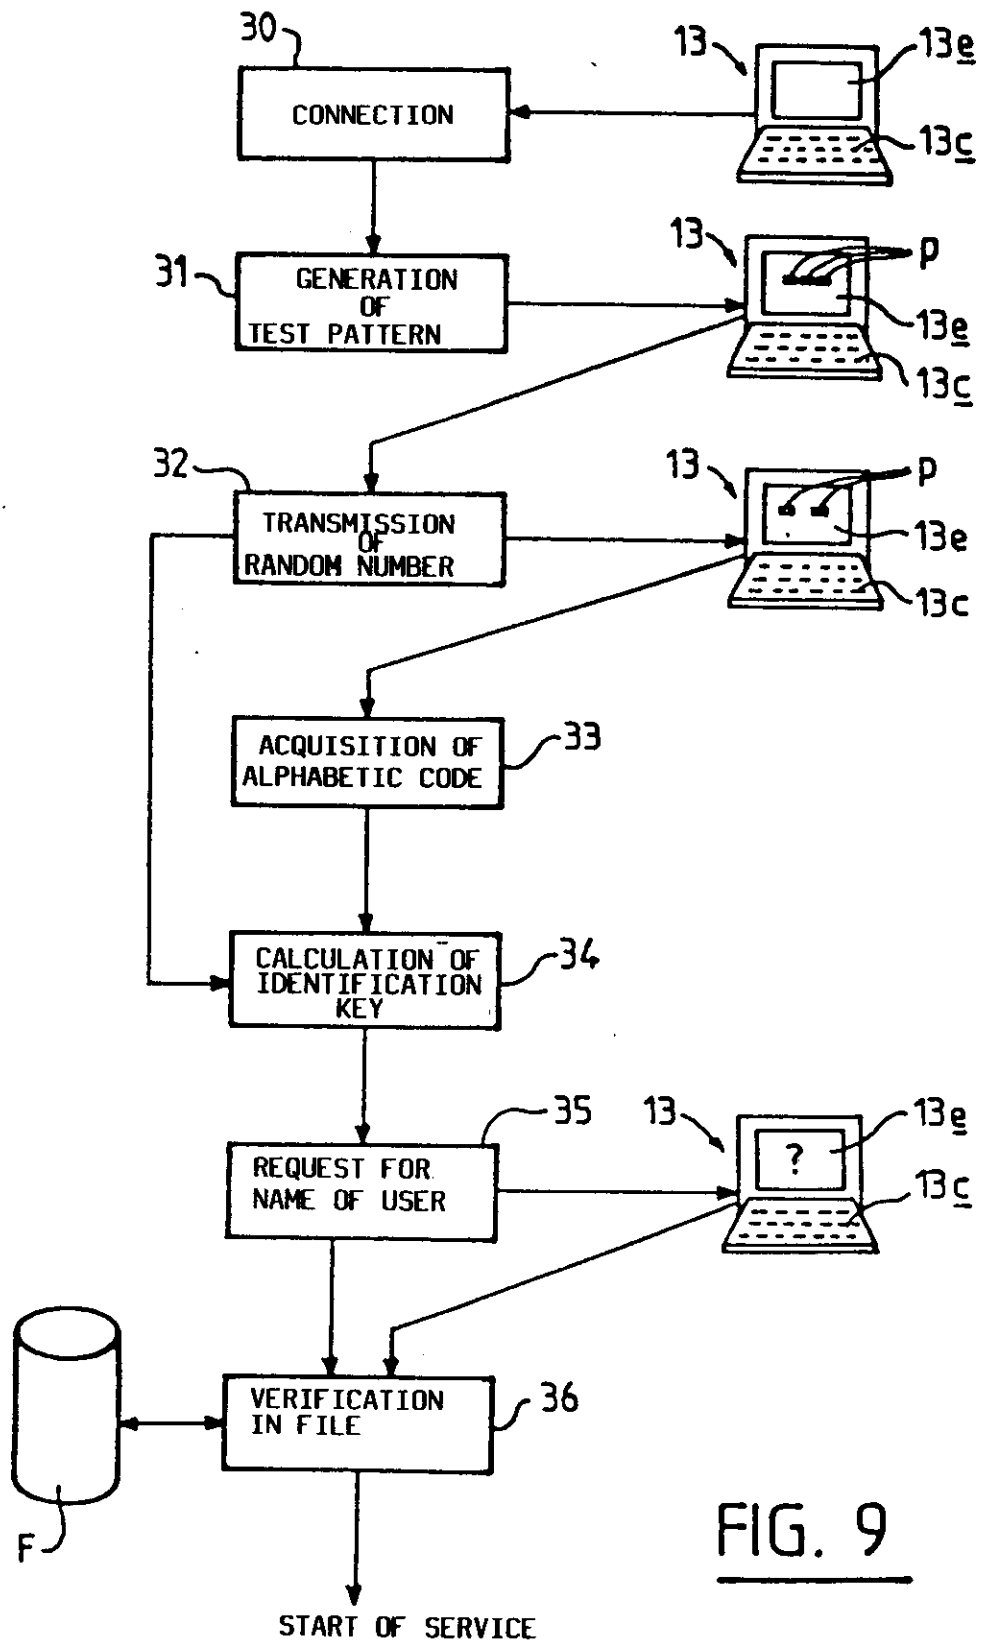 30
CONNECTION
13
13e
13c
31
GENERATION
OF
TEST PATTERN
13
p
13e
13c
32
TRANSMISSION
OF
RANDOM NUMBER
13
p
13e
13c
ACQUISITION OF
ALPHABETIC CODE
33
CALCULATION OF
IDENTIFICATION
KEY
34
35
REQUEST FOR
NAME OF USER
13
?
13e
13c
VERIFICATION
IN FILE
36
F
START OF SERVICE
FIG. 9